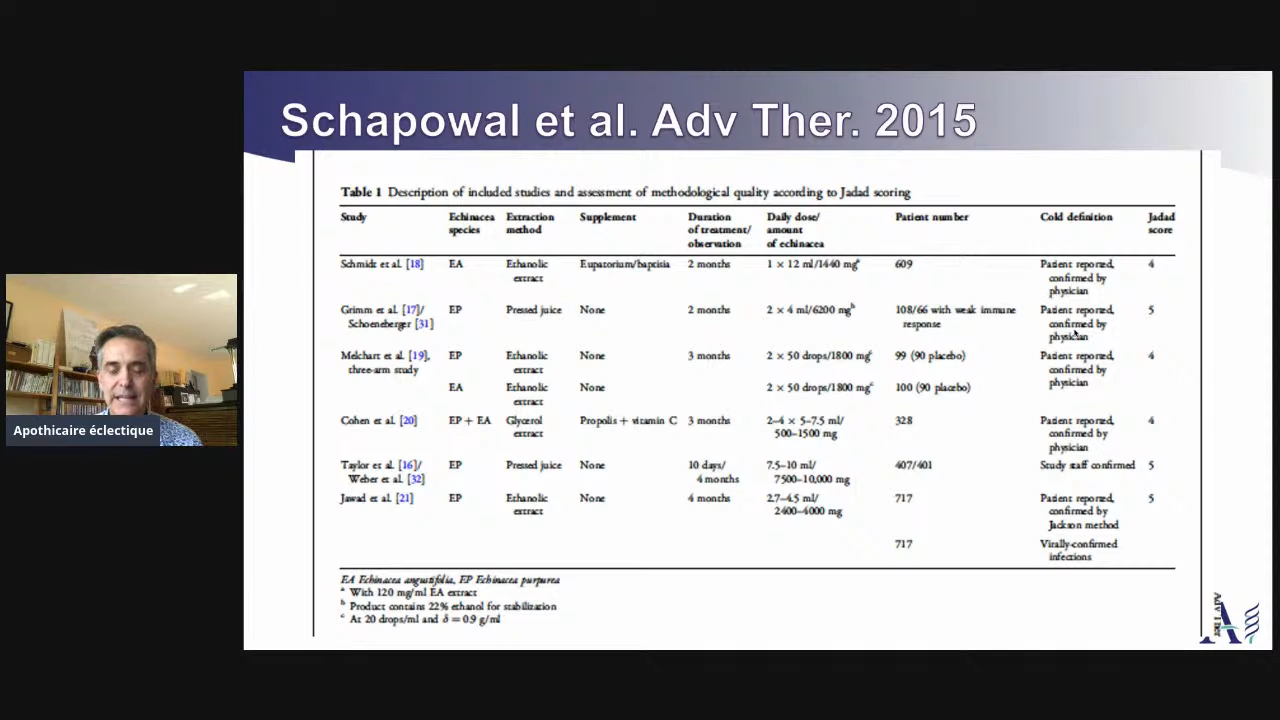 Schapowal et al. Adv Ther. 2015
Table 1 Description of included studies and assessment of methodological quality according to Jadad scoring
Study Echinacea species Extraction method Supplement Duration of treatment/ observation Daily dose/ amount of echinacea Patient number Cold definition Jadad score
Schmidt et al. [18] EA Ethanolic extract Eupatorium/baptisia 2 months 1 × 12 ml/1440 mgᵃ 609 Patient reported, confirmed by physician 4
Grimm et al. [17]/ Schoeneberger [31] EP Pressed juice None 2 months 2 × 4 ml/6200 mgᵇ 108/66 with weak immune response Patient reported, confirmed by physician 5
Melchart et al. [19], three-arm study EP Ethanolic extract None 3 months 2 × 50 drops/1800 mgᶜ 99 (90 placebo) Patient reported, confirmed by physician 4
EA Ethanolic extract None 2 × 50 drops/1800 mgᶜ 100 (90 placebo)
Cohen et al. [20] EP + EA Glycerol extract Propolis + vitamin C 3 months 2–4 × 5–7.5 ml/ 500–1500 mg 328 Patient reported, confirmed by physician 4
Taylor et al. [16]/ Weber et al. [32] EP Pressed juice None 10 days/ 4 months 7.5–10 ml/ 7500–10,000 mg 407/401 Study staff confirmed 5
Jawad et al. [21] EP Ethanolic extract None 4 months 2.7–4.5 ml/ 2400–4000 mg 717 Patient reported, confirmed by Jackson method 5
717 Virally-confirmed infections
EA Echinacea angustifolia, EP Echinacea purpurea
ᵃ With 120 mg/ml EA extract
ᵇ Product contains 22% ethanol for stabilization
ᶜ At 20 drops/ml and δ = 0.9 g/ml
Apothicaire éclectique